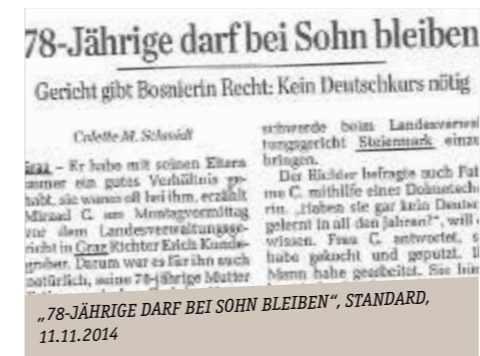 78-Jährige darf bei Sohn bleiben
Gericht gibt Bosnierin Recht: Kein Deutschkurs nötig
Colette M. Schmidt
Graz – Er habe mit seinen Eltern
immer ein gutes Verhältnis ge-
habt, sie waren oft bei ihm, erzählt
Mirsad C. am Montagvormittag
vor dem Landesverwaltungsge-
richt in Graz Richter Erich Kunde-
graber. Darum war es für ihn auch
natürlich, seine 78-jährige Mutter
schwerde beim Landesverwal
tungsgericht Steiermark einzu
bringen.
Der Richter befragte auch Fat
me C. mithilfe einer Dolmetsch
rin. „Haben sie gar kein Deutsc
gelernt in all den Jahren?“, will
wissen. Frau C. antwortet, s
habe gekocht und geputzt. I
Mann habe gearbeitet. Sie
„78-JÄHRIGE DARF BEI SOHN BLEIBEN“, STANDARD,
11.11.2014